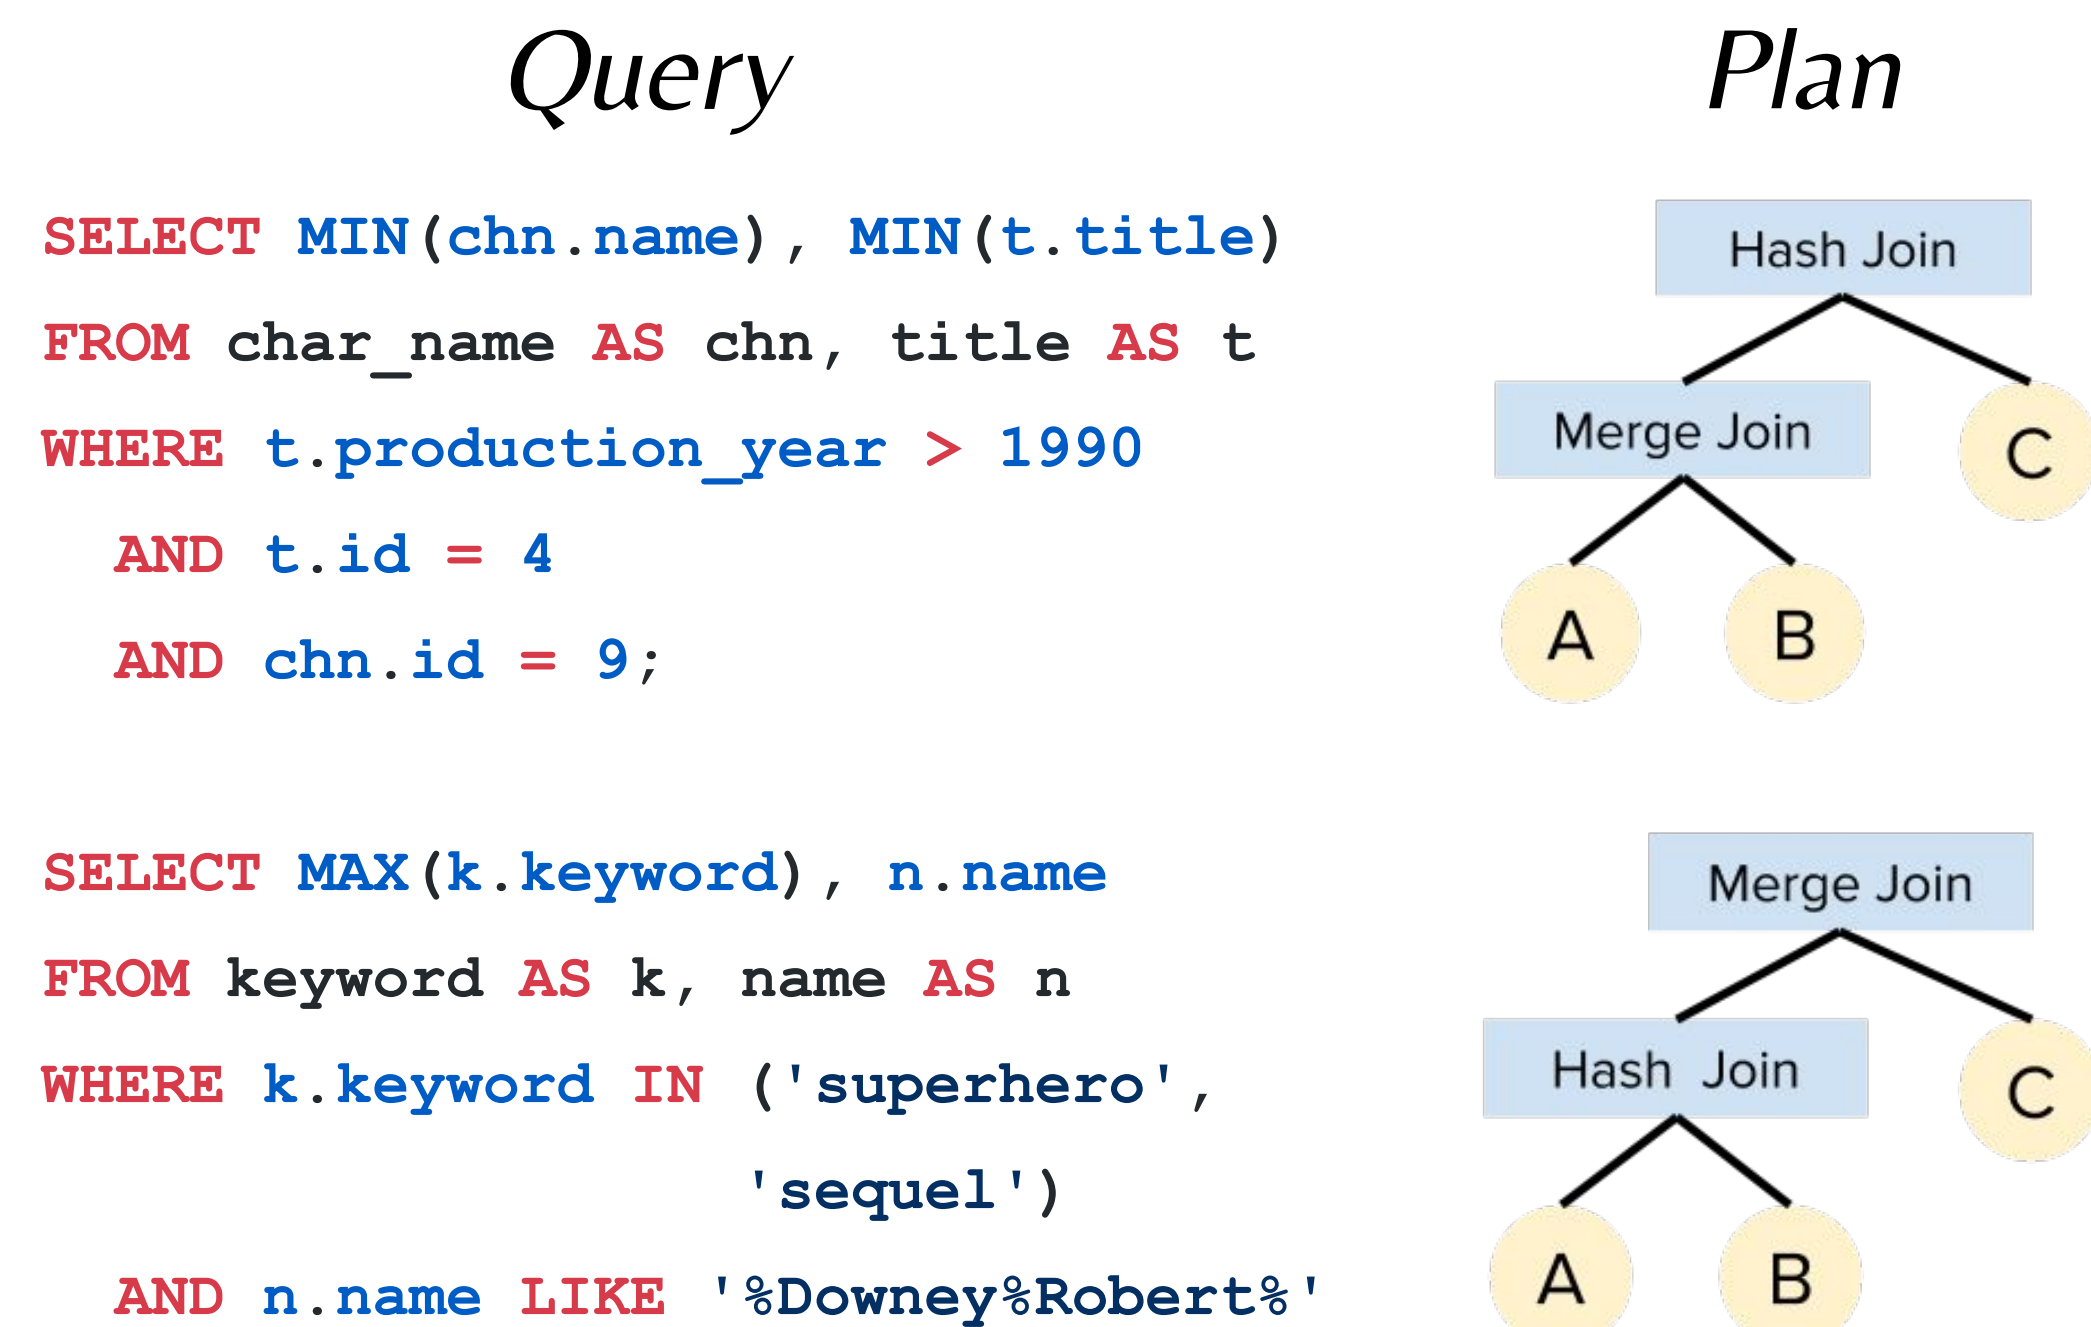 Query
Plan
SELECT MIN(chn.name), MIN(t.title)
FROM char_name AS chn, title AS t
WHERE t.production_year > 1990
AND t.id = 4
AND chn.id = 9;
Hash Join
Merge Join
C
A
B
SELECT MAX(k.keyword), n.name
FROM keyword AS k, name AS n
WHERE k.keyword IN ('superhero',
'sequel')
AND n.name LIKE '%Downey%Robert%'
Merge Join
Hash Join
C
A
B